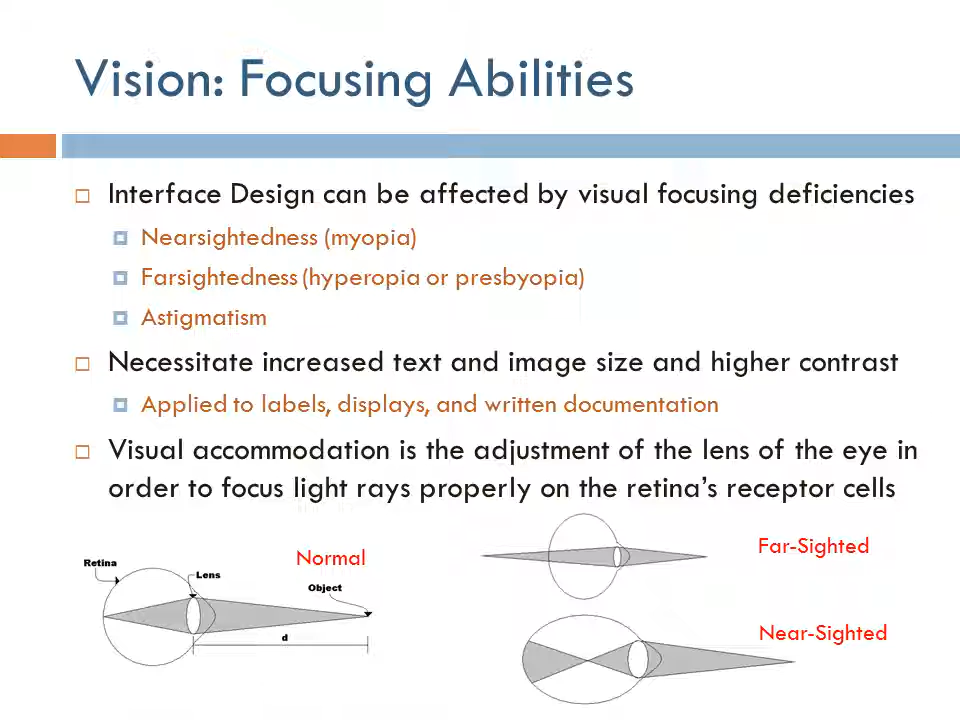 Vision: Focusing Abilities
Interface Design can be affected by visual focusing deficiencies
Nearsightedness (myopia)
Farsightedness (hyperopia or presbyopia)
Astigmatism
Necessitate increased text and image size and higher contrast
Applied to labels, displays, and written documentation
Visual accommodation is the adjustment of the lens of the eye in
order to focus light rays properly on the retina's receptor cells
Normal
Retina
Lens
Object
d
Far-Sighted
Near-Sighted